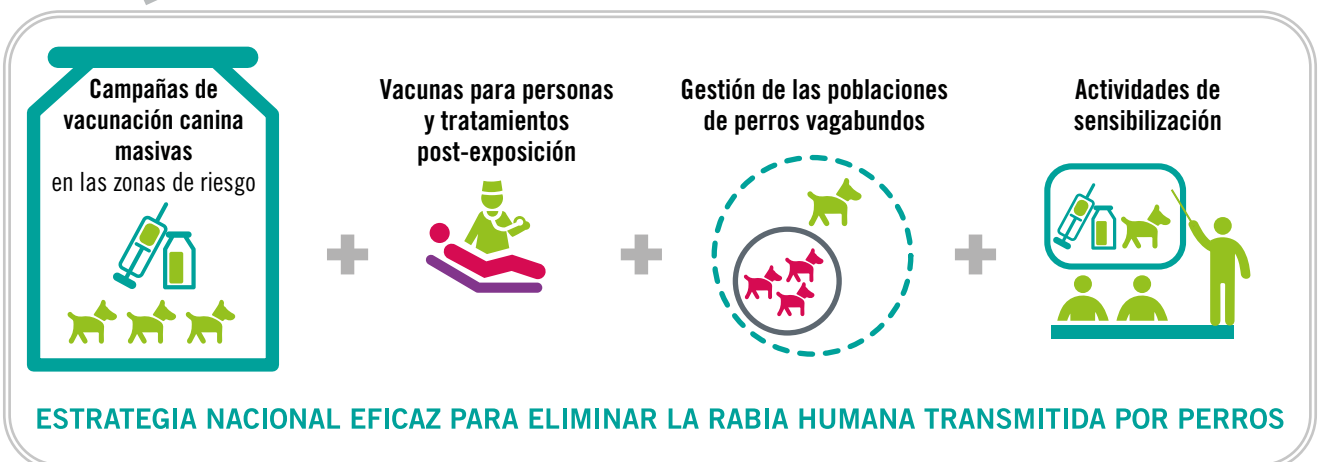 Campañas de
vacunación canina
masivas
en las zonas de riesgo
Vacunas para personas
y tratamientos
post-exposición
Gestión de las poblaciones
de perros vagabundos
Actividades de
sensibilización
ESTRATEGIA NACIONAL EFICAZ PARA ELIMINAR LA RABIA HUMANA TRANSMITIDA POR PERROS